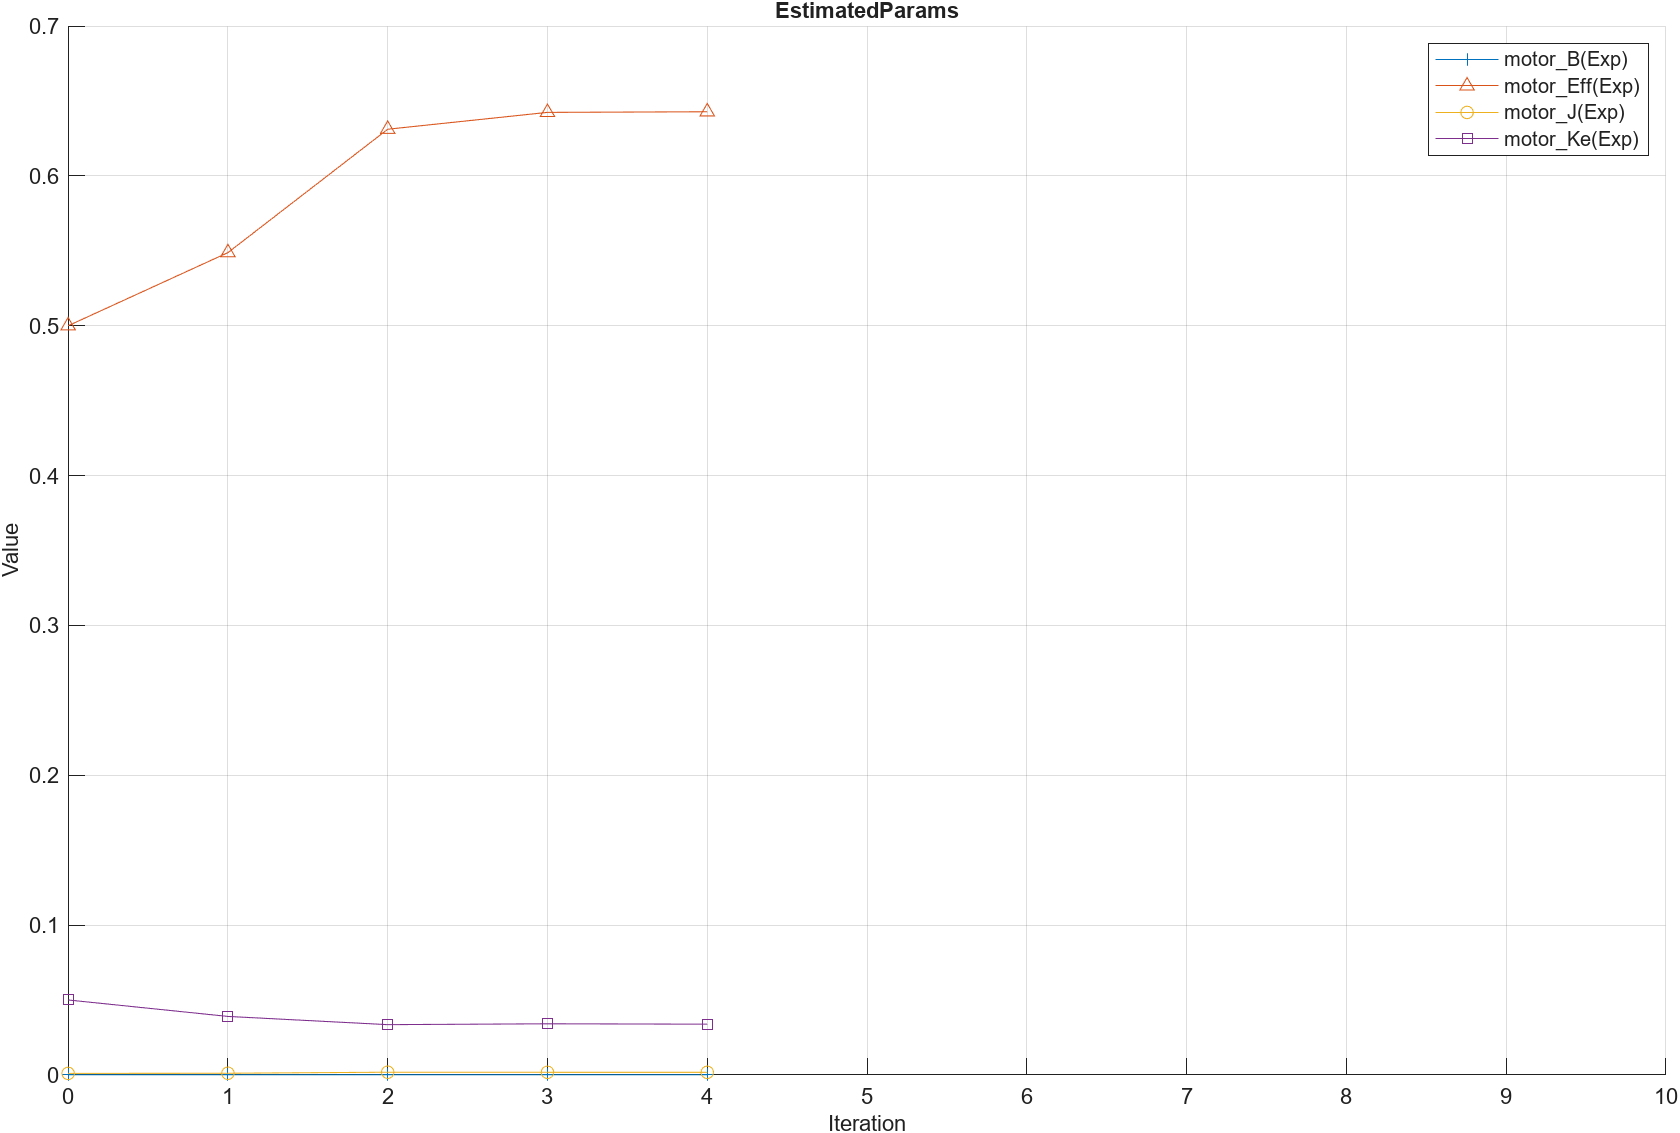 EstimatedParams
0.7
0.6
0.5
0.4
0.3
0.2
0.1
0
Value
motor_B(Exp)
motor_Eff(Exp)
motor_J(Exp)
motor_Ke(Exp)
0 1 2 3 4 5 6 7 8 9 10
Iteration